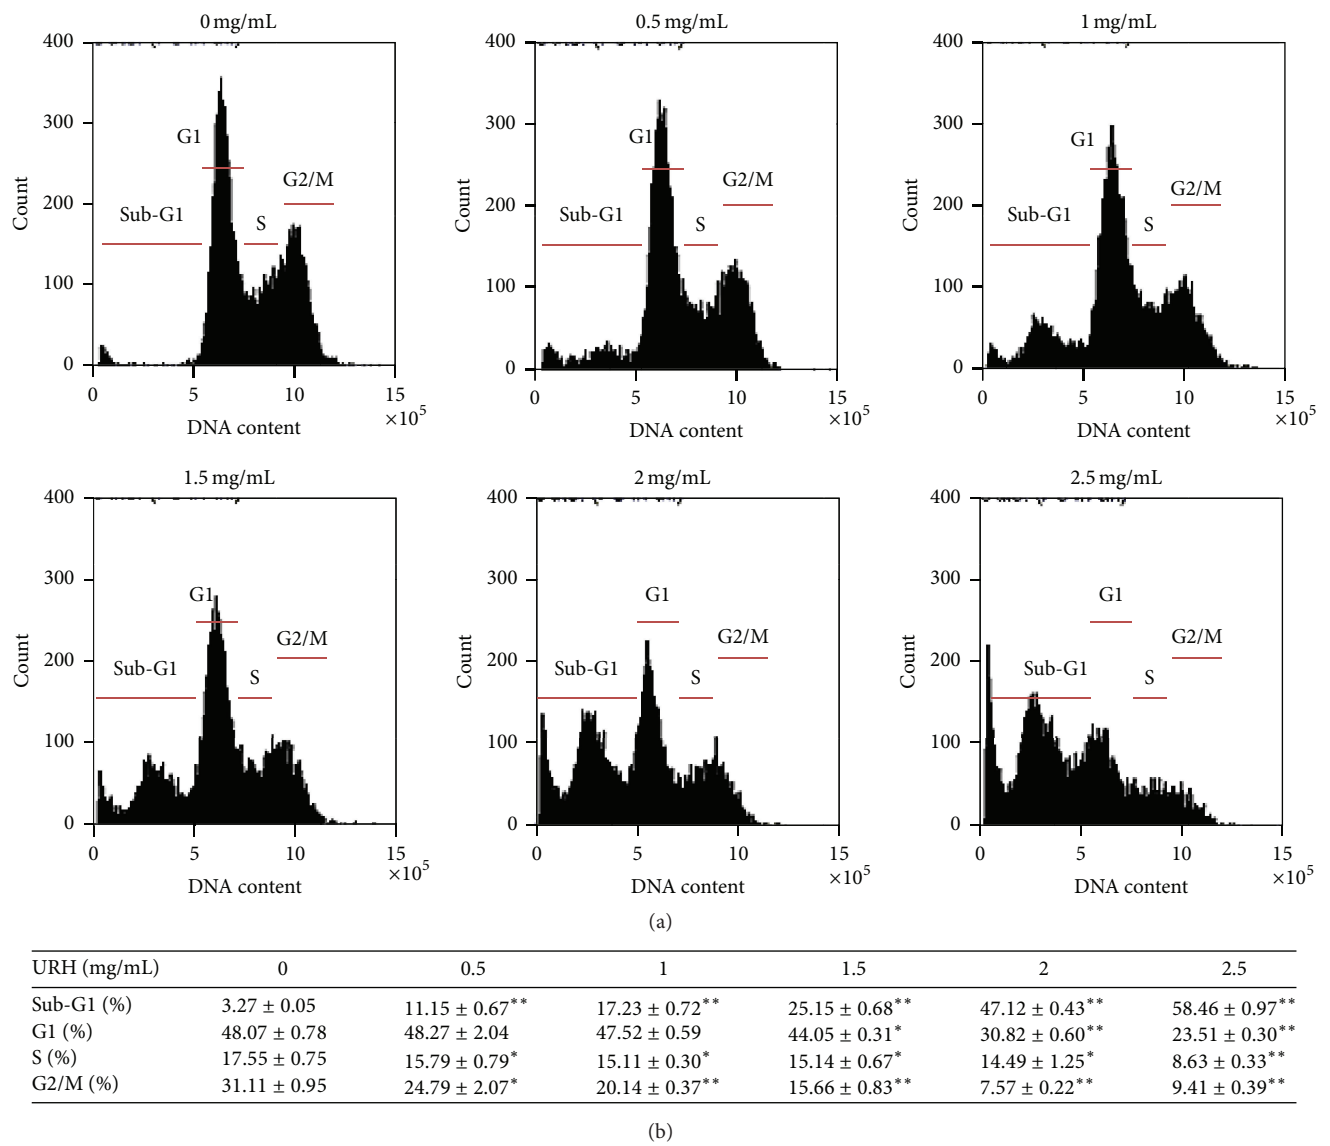 0 mg/mL
400
300
200
100
0
Count
G1
G2/M
Sub-G1
S
0
5
10
15
×10⁵
DNA content
0.5 mg/mL
400
300
200
100
0
Count
G1
G2/M
Sub-G1
S
0
5
10
15
×10⁵
DNA content
1 mg/mL
400
300
200
100
0
Count
G1
G2/M
Sub-G1
S
0
5
10
15
×10⁵
DNA content
1.5 mg/mL
400
300
200
100
0
Count
G1
G2/M
Sub-G1
S
0
5
10
15
×10⁵
DNA content
2 mg/mL
400
300
200
100
0
Count
G1
G2/M
Sub-G1
S
0
5
10
15
×10⁵
DNA content
2.5 mg/mL
400
300
200
100
0
Count
G1
G2/M
Sub-G1
S
0
5
10
15
×10⁵
DNA content
(a)
URH (mg/mL) 0 0.5 1 1.5 2 2.5
Sub-G1 (%) 3.27 ± 0.05 11.15 ± 0.67** 17.23 ± 0.72** 25.15 ± 0.68** 47.12 ± 0.43** 58.46 ± 0.97**
G1 (%) 48.07 ± 0.78 48.27 ± 2.04 47.52 ± 0.59 44.05 ± 0.31* 30.82 ± 0.60** 23.51 ± 0.30**
S (%) 17.55 ± 0.75 15.79 ± 0.79* 15.11 ± 0.30* 15.14 ± 0.67* 14.49 ± 1.25* 8.63 ± 0.33**
G2/M (%) 31.11 ± 0.95 24.79 ± 2.07* 20.14 ± 0.37** 15.66 ± 0.83** 7.57 ± 0.22** 9.41 ± 0.39**
(b)